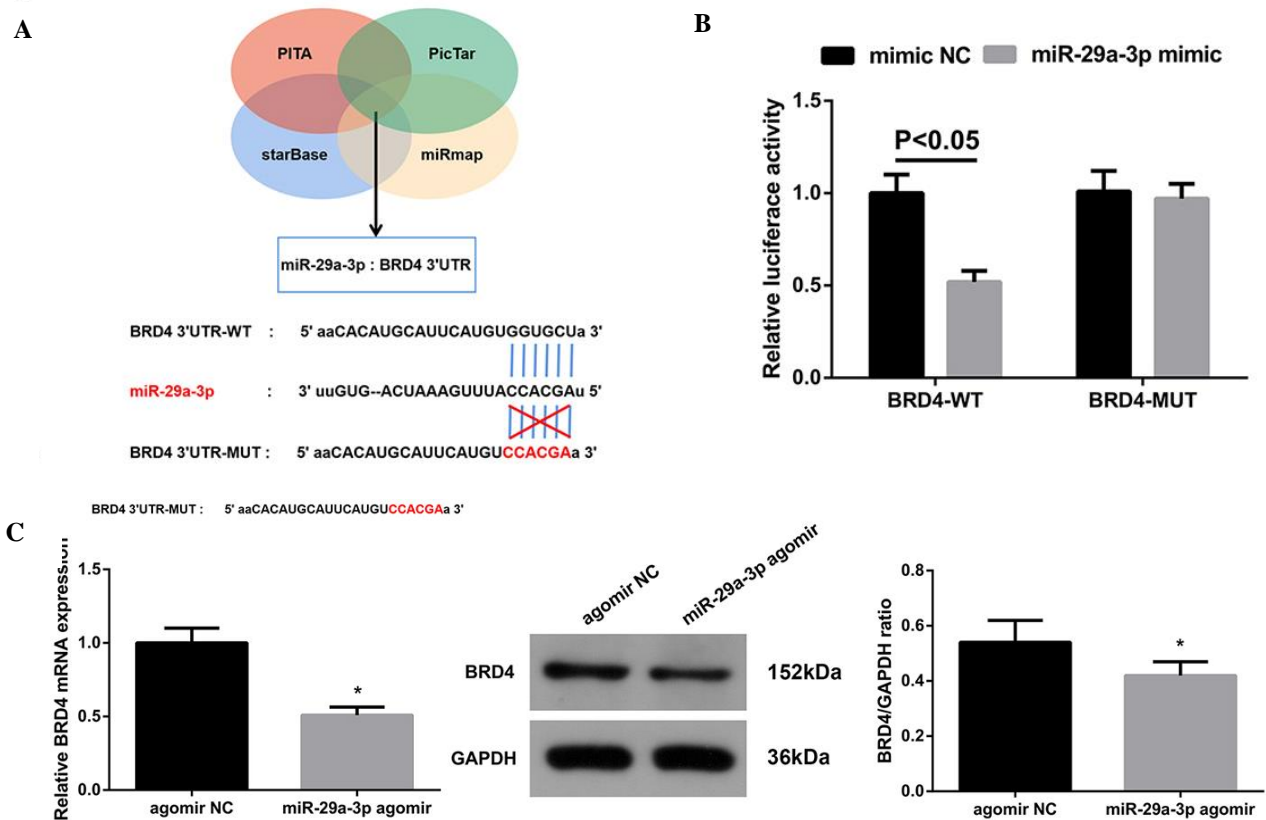 A
PITA
PicTar
starBase
miRmap
miR-29a-3p : BRD4 3'UTR
BRD4 3'UTR-WT : 5' aaCACAUGCAUUCAUGUGGUGCUa 3'
miR-29a-3p : 3' uuGUG--ACUAAAGUUUACCACGAu 5'
BRD4 3'UTR-MUT : 5' aaCACAUGCAUUCAUGUCCACGAa 3'
BRD4 3'UTR-MUT : 5' aaCACAUGCAUUCAUGUCCACGAa 3'
B
mimic NC
miR-29a-3p mimic
Relative luciferace activity
1.5
1.0
0.5
0.0
P<0.05
BRD4-WT
BRD4-MUT
C
Relative BRD4 mRNA expression
1.5
1.0
0.5
0.0
*
agomir NC
miR-29a-3p agomir
agomir NC
miR-29a-3p agomir
BRD4
152kDa
GAPDH
36kDa
BRD4/GAPDH ratio
0.8
0.6
0.4
0.2
0.0
*
agomir NC
miR-29a-3p agomir